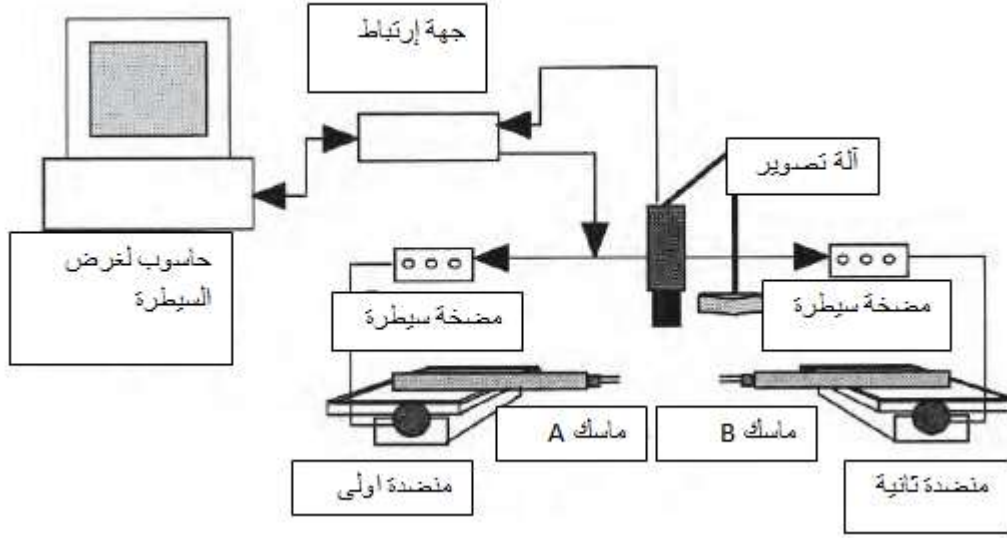 جهة إرتباط
آلة تصوير
حاسوب لغرض
السيطرة
مضخة سيطرة
مضخة سيطرة
ماسك A
ماسك B
منضدة اولى
منضدة ثانية